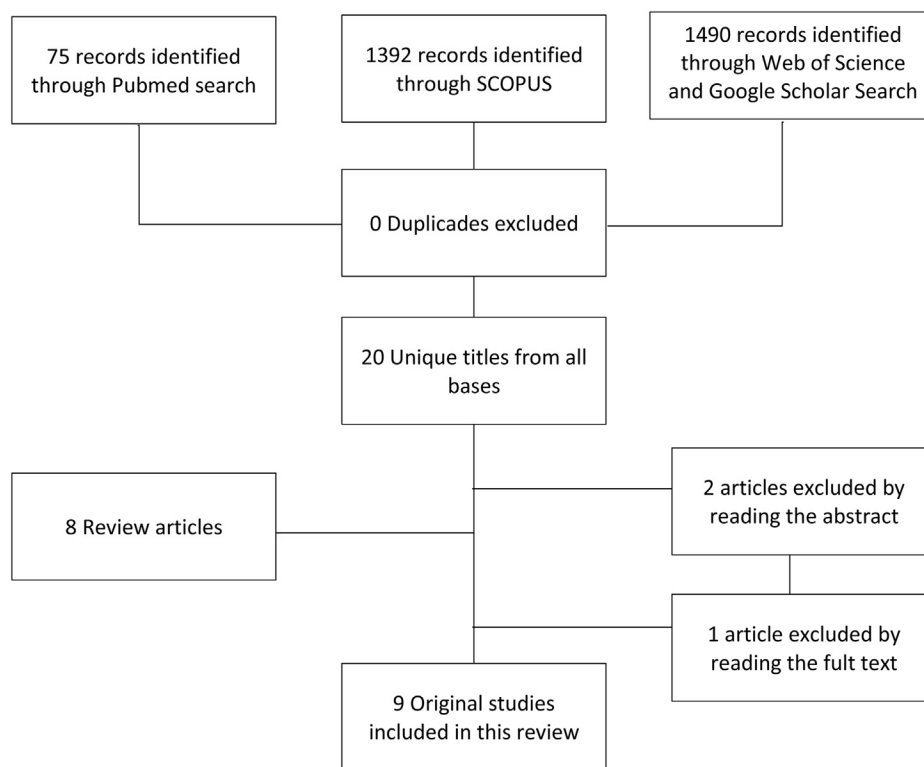 75 records identified
through Pubmed search
1392 records identified
through SCOPUS
1490 records identified
through Web of Science
and Google Scholar Search
0 Duplicades excluded
20 Unique titles from all
bases
2 articles excluded by
reading the abstract
8 Review articles
1 article excluded by
reading the fult text
9 Original studies
included in this review